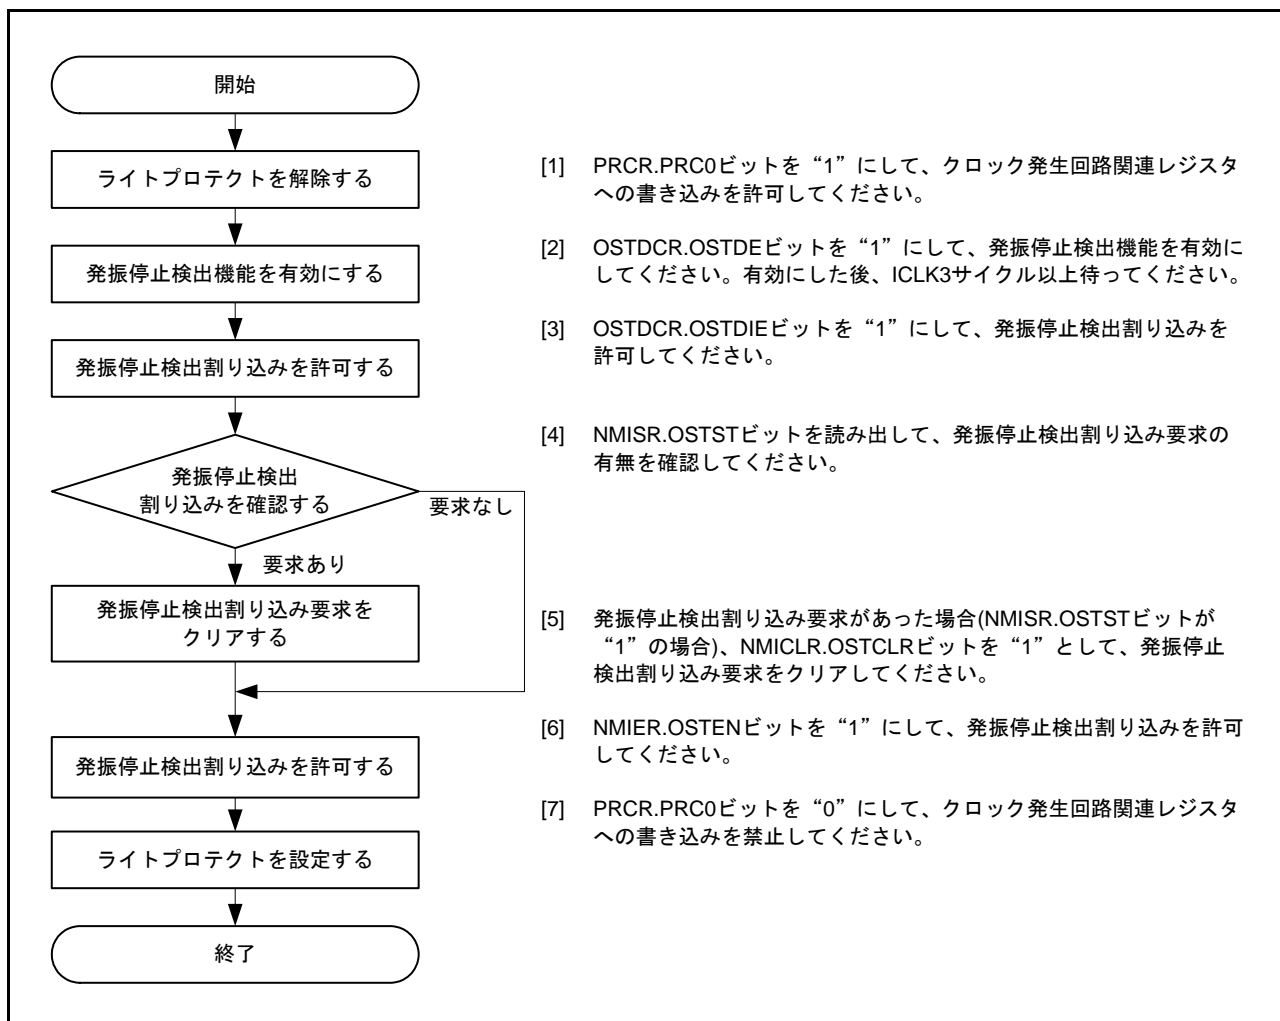 開始
ライトプロテクトを解除する
[1] PRCR.PRC0ビットを“1”にして、クロック発生回路関連レジスタ
への書き込みを許可してください。
発振停止検出機能を有効にする
[2] OSTDCR.OSTDEビットを“1”にして、発振停止検出機能を有効に
してください。有効にした後、ICLK3サイクル以上待ってください。
発振停止検出割り込みを許可する
[3] OSTDCR.OSTDIEビットを“1”にして、発振停止検出割り込みを
許可してください。
発振停止検出
割り込みを確認する
要求なし
要求あり
[4] NMISR.OSTSTビットを読み出して、発振停止検出割り込み要求の
有無を確認してください。
発振停止検出割り込み要求を
クリアする
[5] 発振停止検出割り込み要求があった場合(NMISR.OSTSTビットが
“1”の場合)、NMICLR.OSTCLRビットを“1”として、発振停止
検出割り込み要求をクリアしてください。
発振停止検出割り込みを許可する
[6] NMIER.OSTENビットを“1”にして、発振停止検出割り込みを許可
してください。
ライトプロテクトを設定する
[7] PRCR.PRC0ビットを“0”にして、クロック発生回路関連レジスタ
への書き込みを禁止してください。
終了